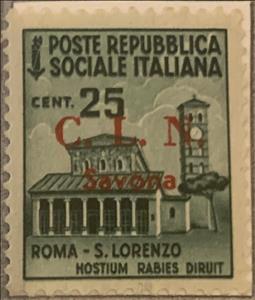 POSTE REPUBBLICA
SOCIALE ITALIANA
CENT. 25
C. L. N.
Savona
ROMA - S. LORENZO
HOSTIUM RABIES DIRUIT